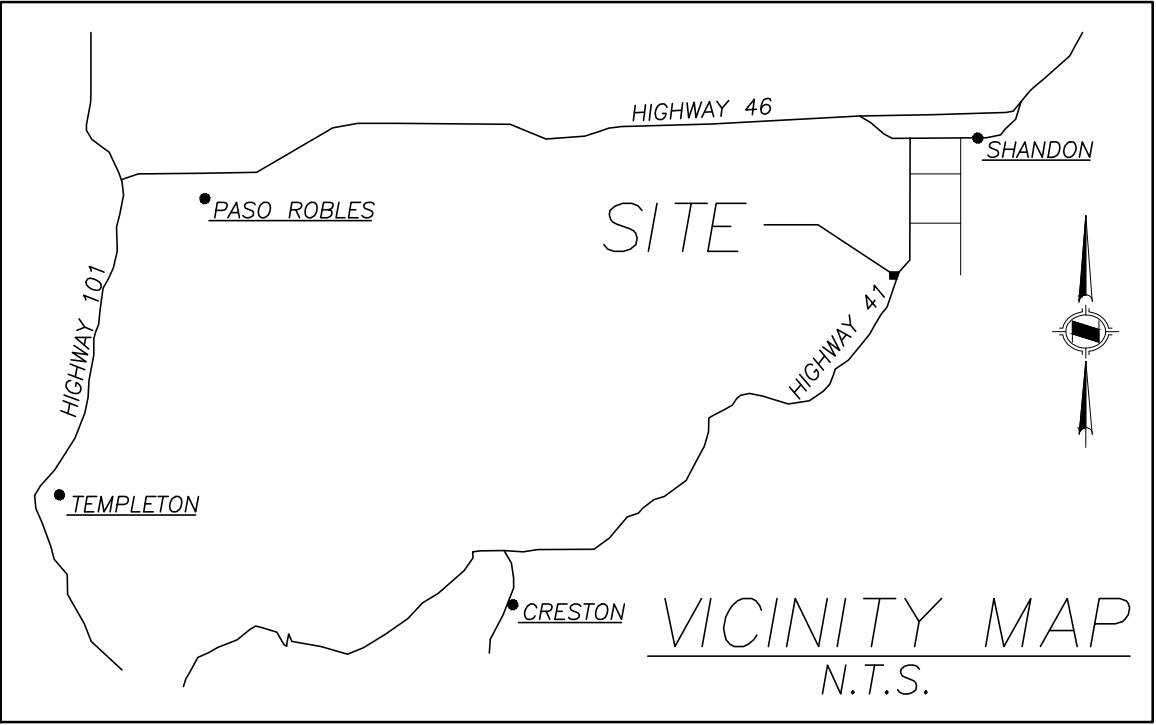 HIGHWAY 46
SHANDON
PASO ROBLES
SITE
HIGHWAY 101
HIGHWAY 41
TEMPLETON
CRESTON
VICINITY MAP
N.T.S.